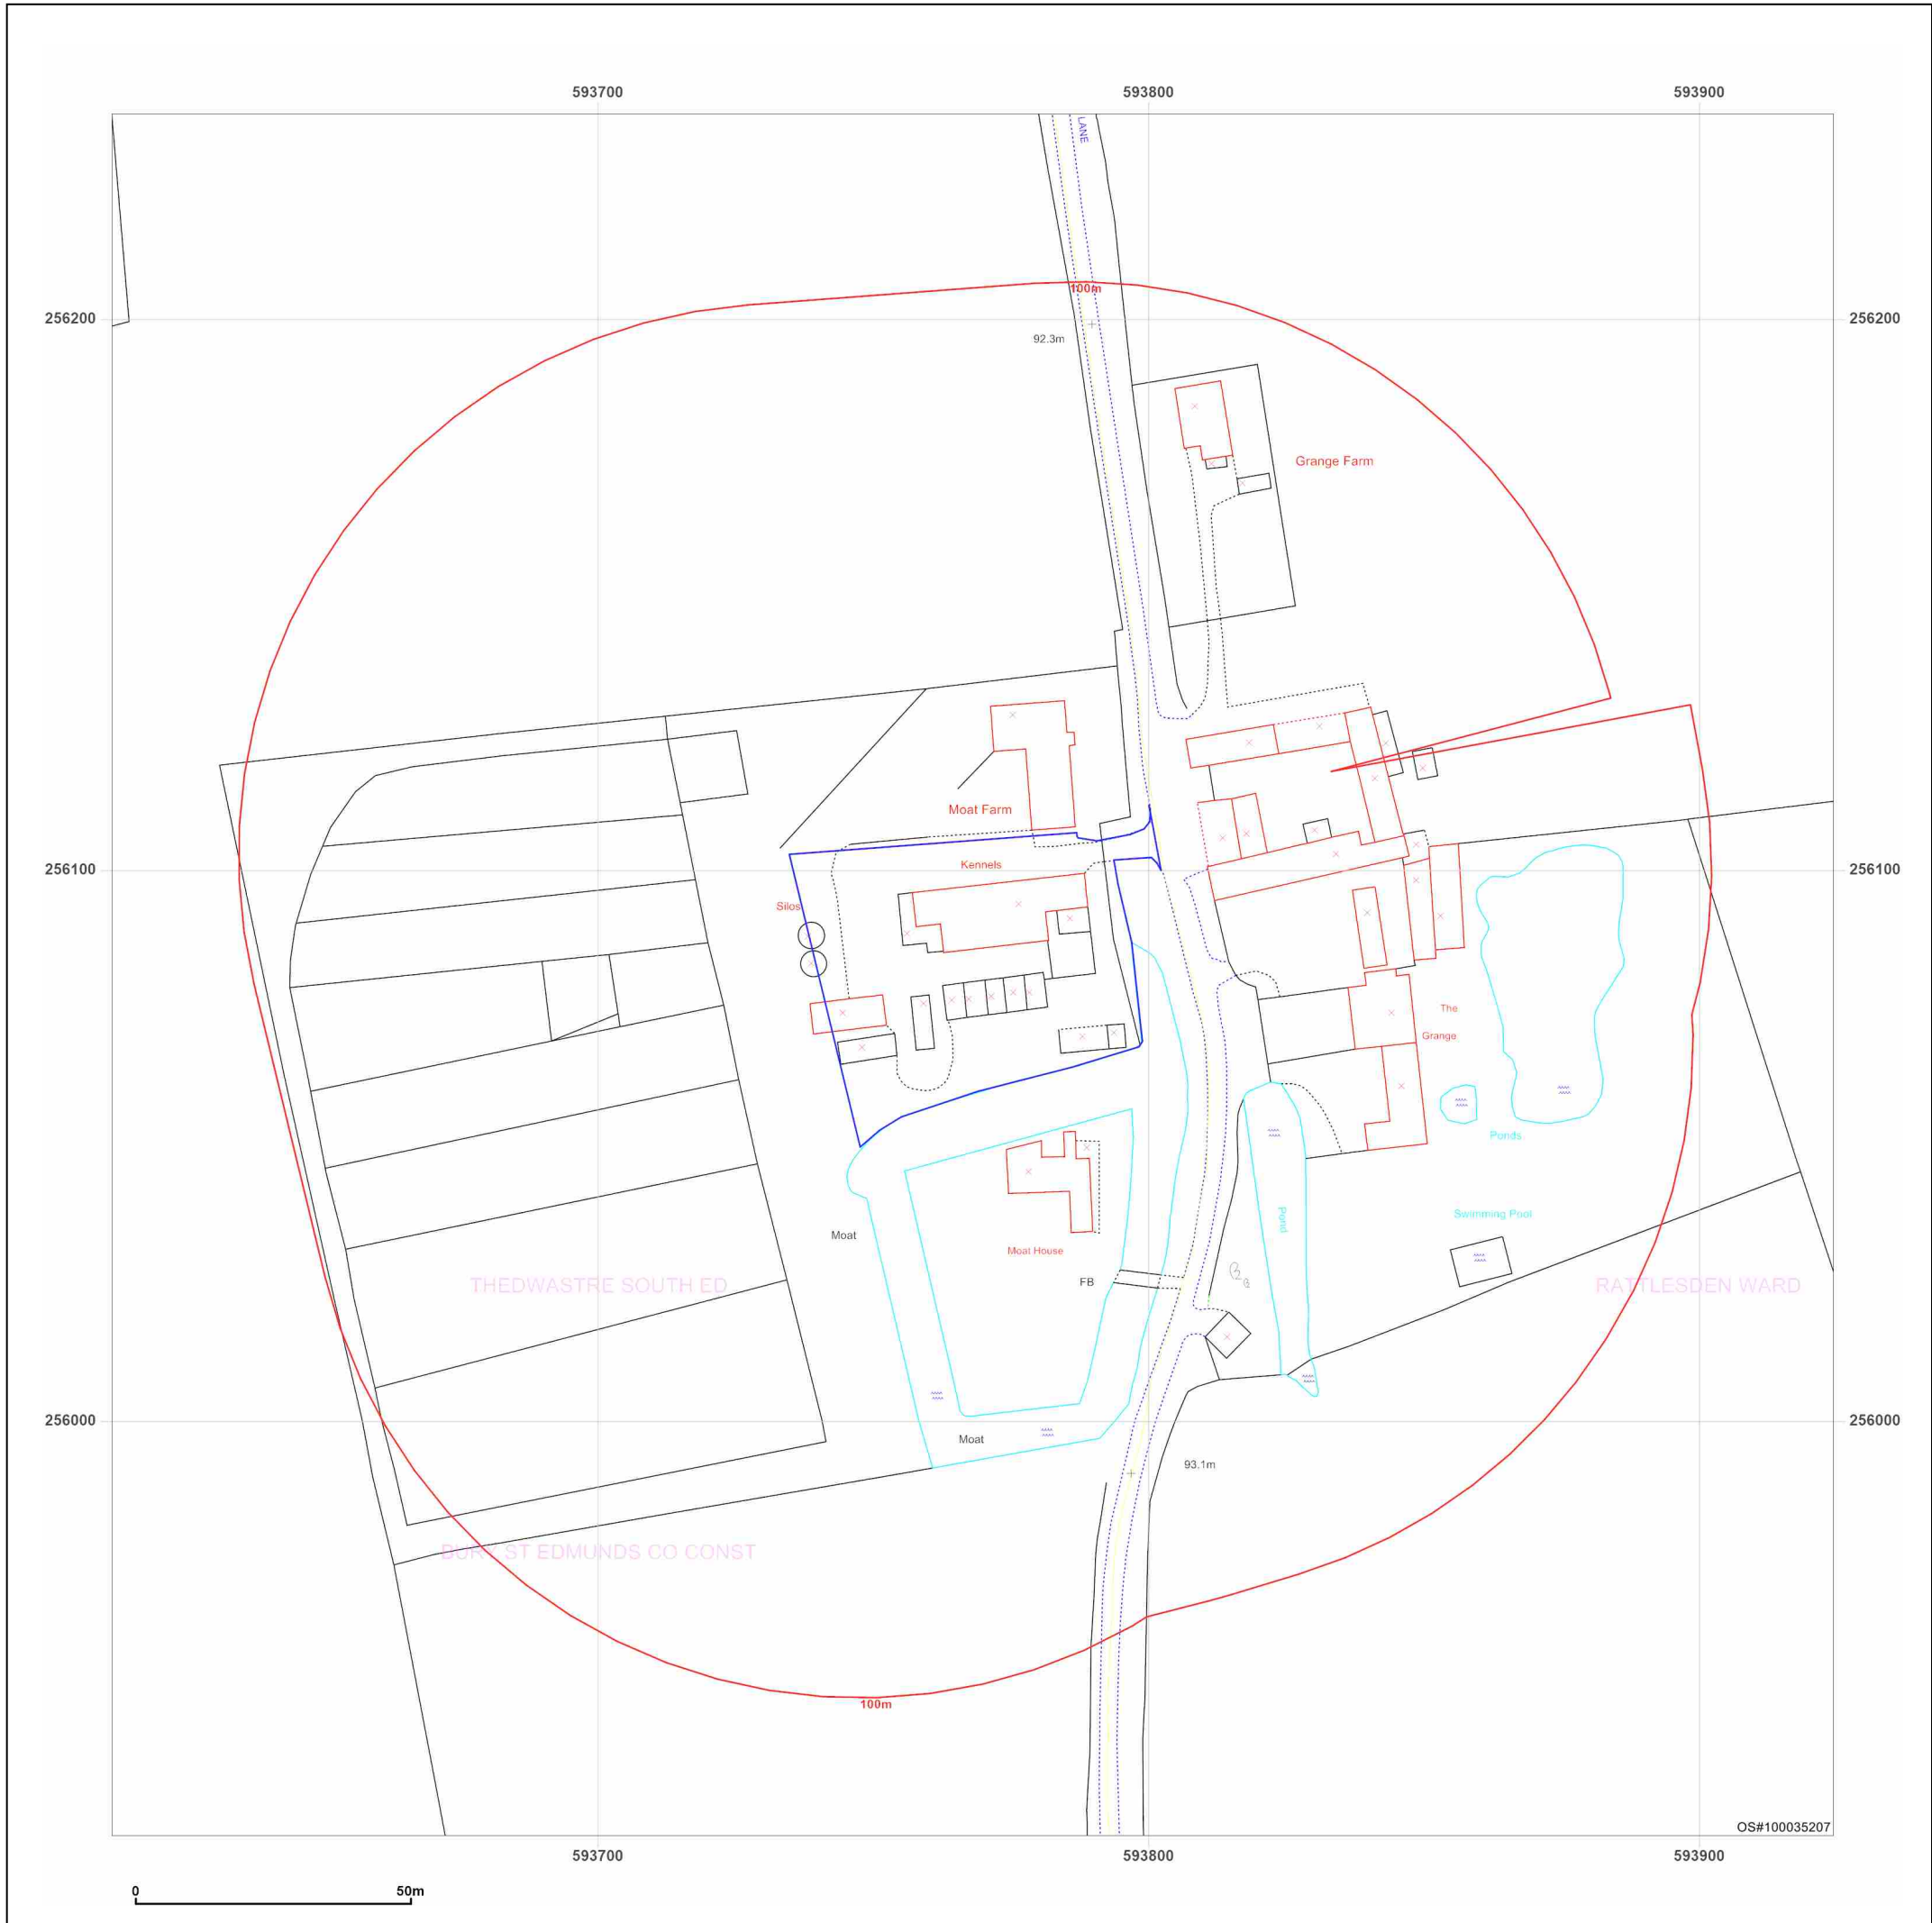 593700
593800
593900
LANE
100m
256200
256200
92.3m
Grange Farm
Moat Farm
Kennels
256100
256100
Silos
The
Grange
Ponds
Pond
Swimming Pool
Moat
Moat House
FB
THEDWASTRE SOUTH ED
RATTLESDEN WARD
256000
256000
Moat
93.1m
BURY ST EDMUNDS CO CONST
100m
OS#100035207
593700
593800
593900
0
50m